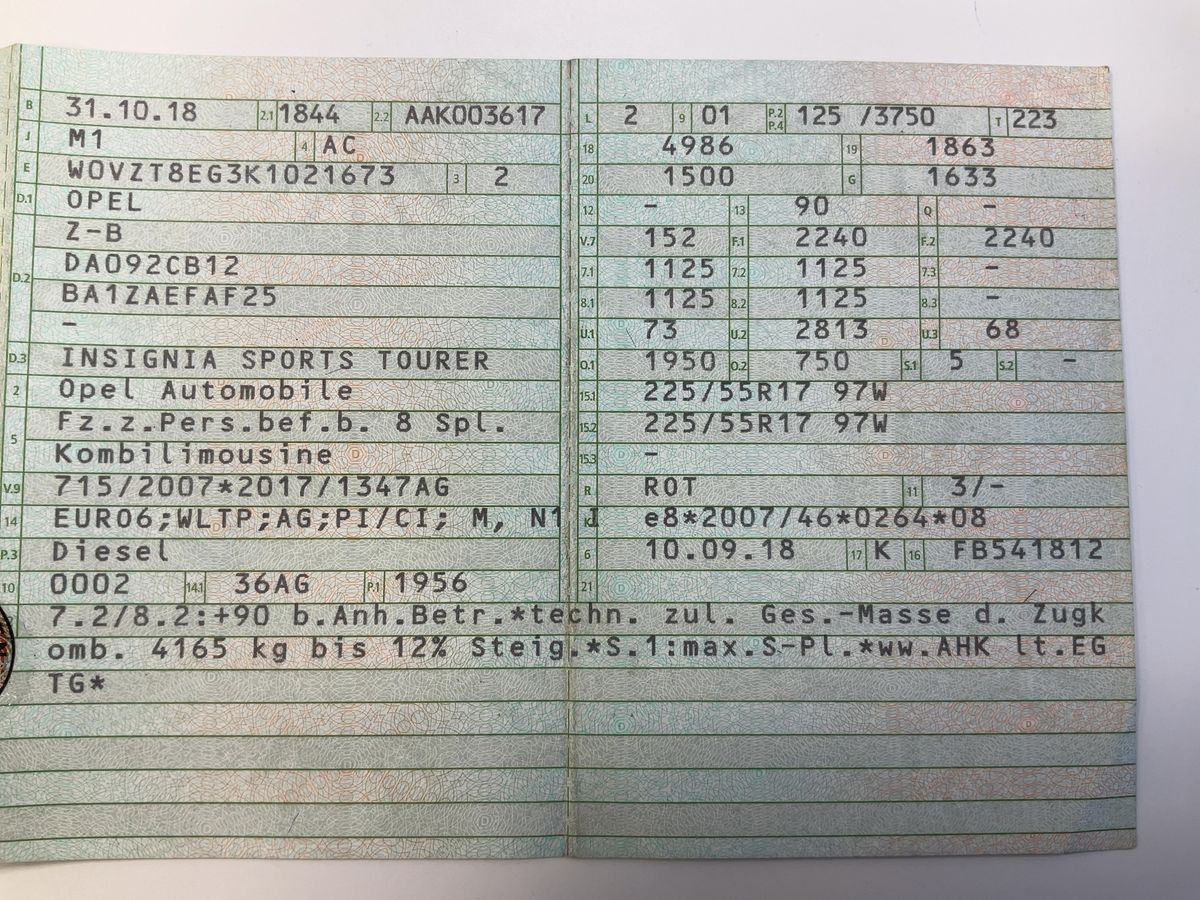 B 31.10.18 2.1 1844 2.2 AAK003617
J M1 4 AC
E W0VZT8EG3K1021673 3 2
D.1 OPEL
Z-B
D.2 DA092CB12
BA1ZAEFAF25
–
D.3 INSIGNIA SPORTS TOURER
2 Opel Automobile
5 Fz.z.Pers.bef.b. 8 Spl.
Kombilimousine
V.9 715/2007*2017/1347AG
14 EURO6;WLTP;AG;PI/CI; M, N1 I
P.3 Diesel
10 0002 14.1 36AG P.1 1956
L 2 9 01 P.2 P.4 125 /3750 T 223
18 4986 19 1863
20 1500 G 1633
12 – 13 90 Q –
V.7 152 F.1 2240 F.2 2240
7.1 1125 7.2 1125 7.3 –
8.1 1125 8.2 1125 8.3 –
U.1 73 U.2 2813 U.3 68
O.1 1950 O.2 750 S.1 5 S.2 –
15.1 225/55R17 97W
15.2 225/55R17 97W
15.3 –
R ROT 11 3/–
K e8*2007/46*0264*08
6 10.09.18 17 K 16 FB541812
21
7.2/8.2:+90 b.Anh.Betr.*techn. zul. Ges.-Masse d. Zugk
omb. 4165 kg bis 12% Steig.*S.1:max.S-Pl.*ww.AHK lt.EG
TG*